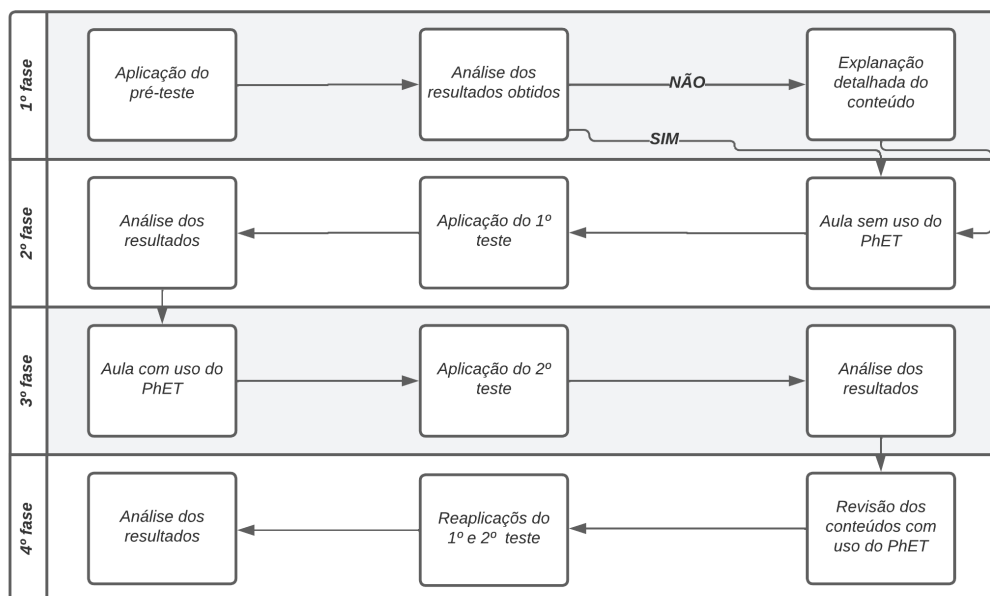 1º fase
Aplicação do
pré-teste
Análise dos
resultados obtidos
NÃO
SIM
Explanação
detalhada do
conteúdo
2º fase
Análise dos
resultados
Aplicação do 1º
teste
Aula sem uso do
PhET
3º fase
Aula com uso do
PhET
Aplicação do 2º
teste
Análise dos
resultados
4º fase
Análise dos
resultados
Reaplicaçõs do
1º e 2º teste
Revisão dos
conteúdos com
uso do PhET